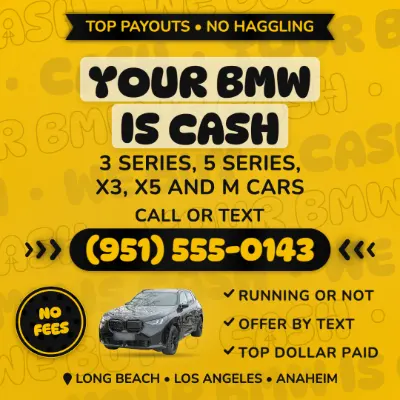 TOP PAYOUTS • NO HAGGLING
YOUR BMW
IS CASH
3 SERIES, 5 SERIES,
X3, X5 AND M CARS
CALL OR TEXT
(951) 555-0143
NO
FEES
RUNNING OR NOT
OFFER BY TEXT
TOP DOLLAR PAID
LONG BEACH • LOS ANGELES • ANAHEIM